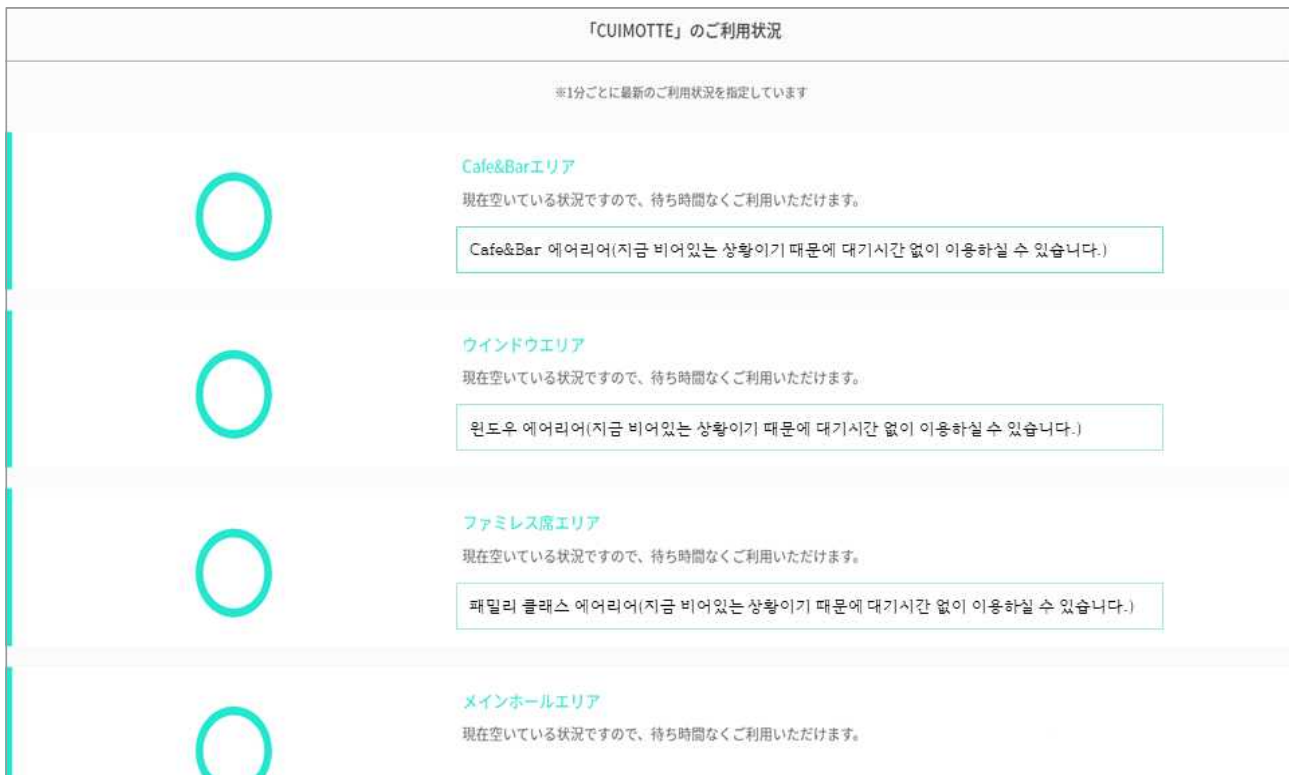 「CUIMOTTE」のご利用状況
※1分ごとに最新のご利用状況を指定しています
Cafe&Barエリア
現在空いている状況ですので、待ち時間なくご利用いただけます。
Cafe&Bar 에어리어(지금 비어있는 상황이기 때문에 대기시간 없이 이용하실 수 있습니다.)
ウインドウエリア
現在空いている状況ですので、待ち時間なくご利用いただけます。
윈도우 에어리어(지금 비어있는 상황이기 때문에 대기시간 없이 이용하실 수 있습니다.)
ファミレス席エリア
現在空いている状況ですので、待ち時間なくご利用いただけます。
패밀리 클래스 에어리어(지금 비어있는 상황이기 때문에 대기시간 없이 이용하실 수 있습니다.)
メインホールエリア
現在空いている状況ですので、待ち時間なくご利用いただけます。